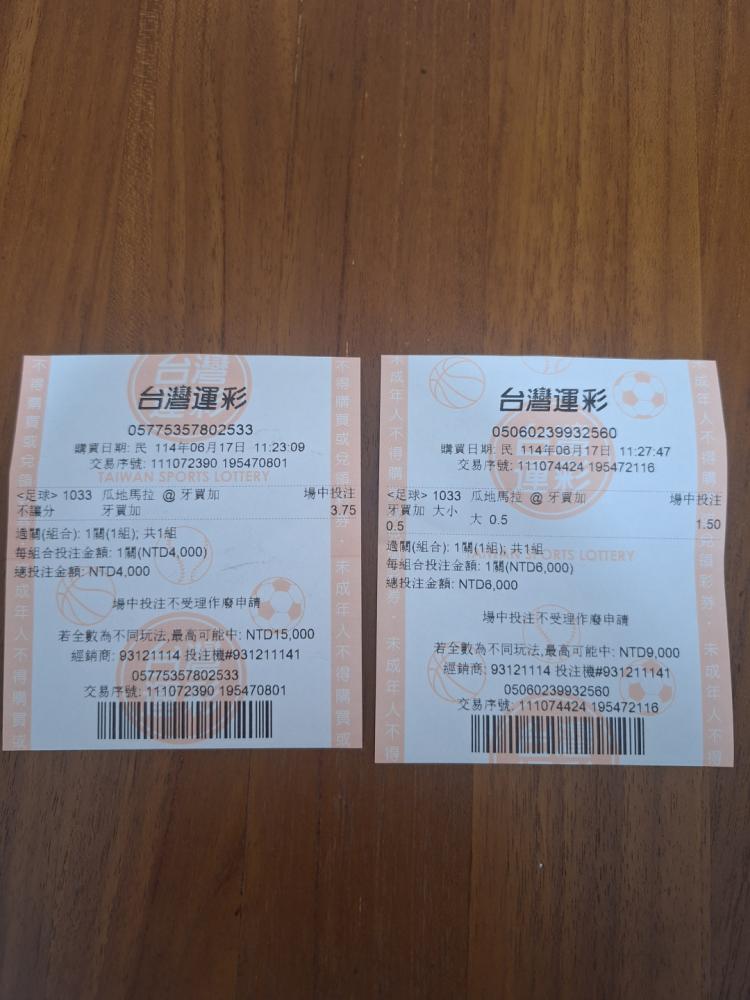 台灣運彩
05775357802533
購買日期: 民 114年06月17日 11:23:09
交易序號: 111072390 195470801
TAIWAN SPORTS LOTTERY
<足球> 1033 瓜地馬拉 @ 牙買加 場中投注
不讓分 牙買加 3.75
過關(組合): 1關(1組); 共1組
每組合投注金額: 1關(NTD4,000)
總投注金額: NTD4,000
場中投注不受理作廢申請
若全數為不同玩法,最高可能中: NTD15,000
經銷商: 93121114 投注機#931211141
05775357802533
交易序號: 111072390 195470801
台灣運彩
05060239932560
購買日期: 民 114年06月17日 11:27:47
交易序號: 111074424 195472116
<足球> 1033 瓜地馬拉 @ 牙買加 場中投注
牙買加 大小 大 0.5
0.5 1.50
過關(組合): 1關(1組); 共1組
TAIWAN SPORTS LOTTERY
每組合投注金額: 1關(NTD6,000)
總投注金額: NTD6,000
場中投注不受理作廢申請
若全數為不同玩法,最高可能中: NTD9,000
經銷商: 93121114 投注機#931211141
05060239932560
交易序號: 111074424 195472116